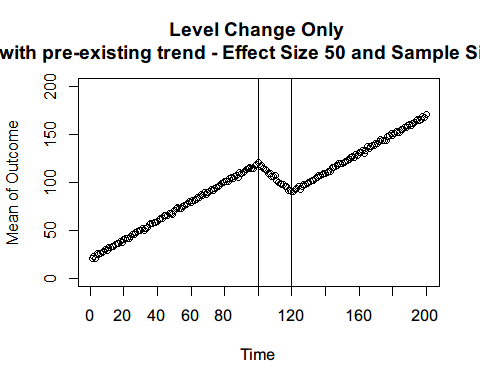 Level Change Only
with pre-existing trend - Effect Size 50 and Sample
200
150
100
50
0
Mean of Outcome
0 20 40 60 80 120 160 200
Time